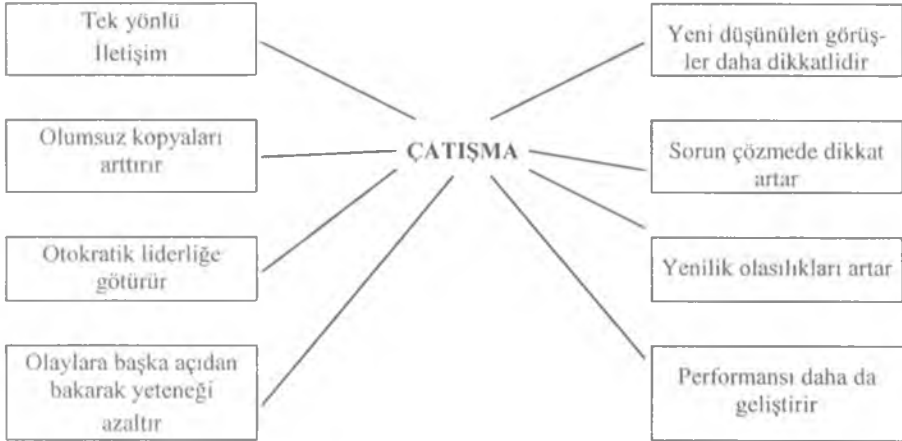 Tek yönlü
İletişim
Olumsuz kopyaları
arttırır
Otokratik liderliğe
götürür
Olaylara başka açıdan
bakarak yeteneği
azaltır
ÇATIŞMA
Yeni düşünülen görüş-
ler daha dikkatlidir
Sorun çözmede dikkat
artar
Yenilik olasılıkları artar
Performansı daha da
geliştirir